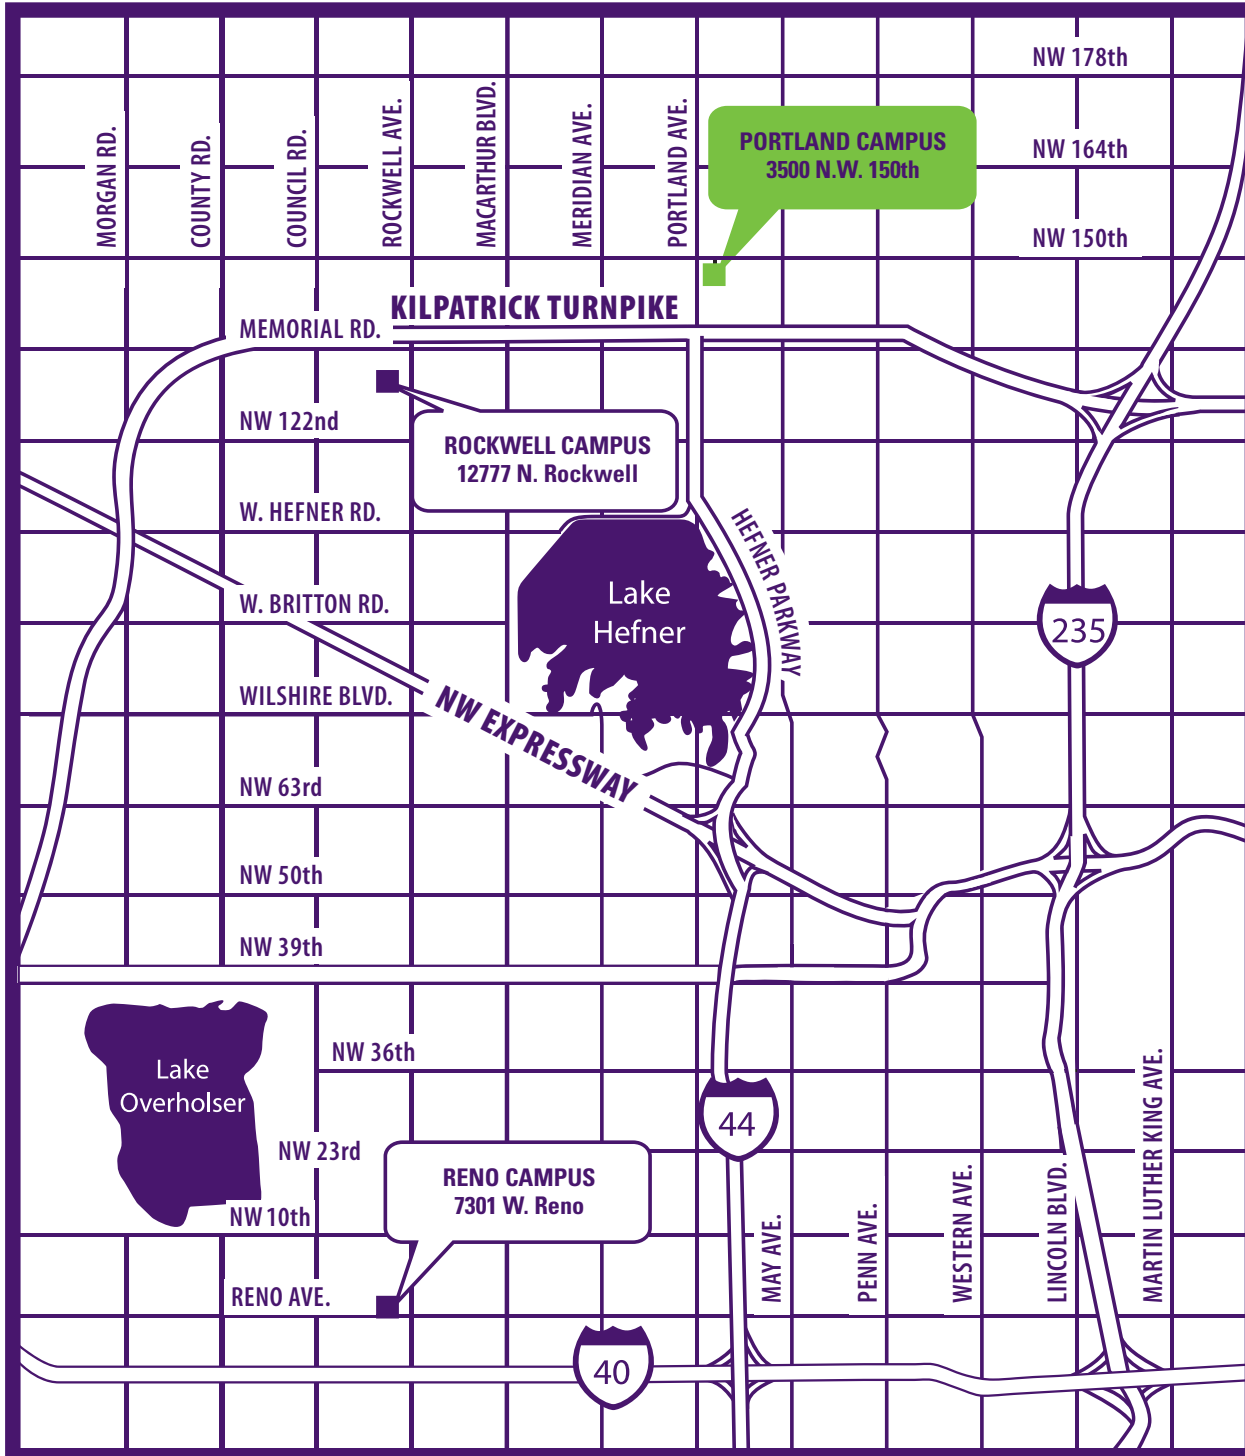 NW 178th
MORGAN RD.
COUNTY RD.
COUNCIL RD.
ROCKWELL AVE.
MACARTHUR BLVD.
MERIDIAN AVE.
PORTLAND AVE.
PORTLAND CAMPUS
3500 N.W. 150th
NW 164th
NW 150th
KILPATRICK TURNPIKE
MEMORIAL RD.
NW 122nd
ROCKWELL CAMPUS
12777 N. Rockwell
W. HEFNER RD.
HEFNER PARKWAY
Lake
Hefner
W. BRITTON RD.
235
WILSHIRE BLVD.
NW EXPRESSWAY
NW 63rd
NW 50th
NW 39th
Lake
Overholser
NW 36th
44
NW 23rd
RENO CAMPUS
7301 W. Reno
NW 10th
RENO AVE.
MAY AVE.
PENN AVE.
WESTERN AVE.
LINCOLN BLVD.
MARTIN LUTHER KING AVE.
40